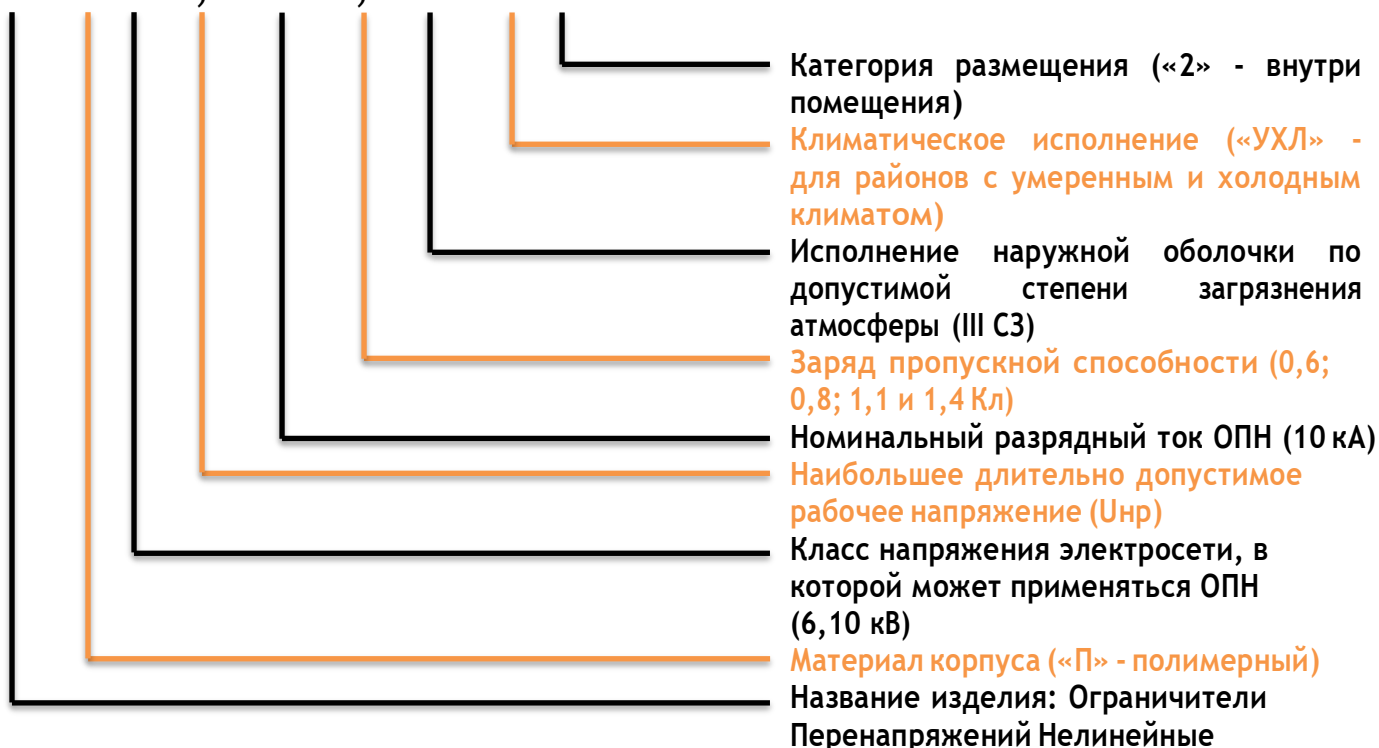 Категория размещения («2» - внутри
помещения)
Климатическое исполнение («УХЛ» -
для районов с умеренным и холодным
климатом)
Исполнение наружной оболочки по
допустимой степени загрязнения
атмосферы (III СЗ)
Заряд пропускной способности (0,6;
0,8; 1,1 и 1,4 Кл)
Номинальный разрядный ток ОПН (10 кА)
Наибольшее длительно допустимое
рабочее напряжение (Uнр)
Класс напряжения электросети, в
которой может применяться ОПН
(6,10 кВ)
Материал корпуса («П» - полимерный)
Название изделия: Ограничители
Перенапряжений Нелинейные